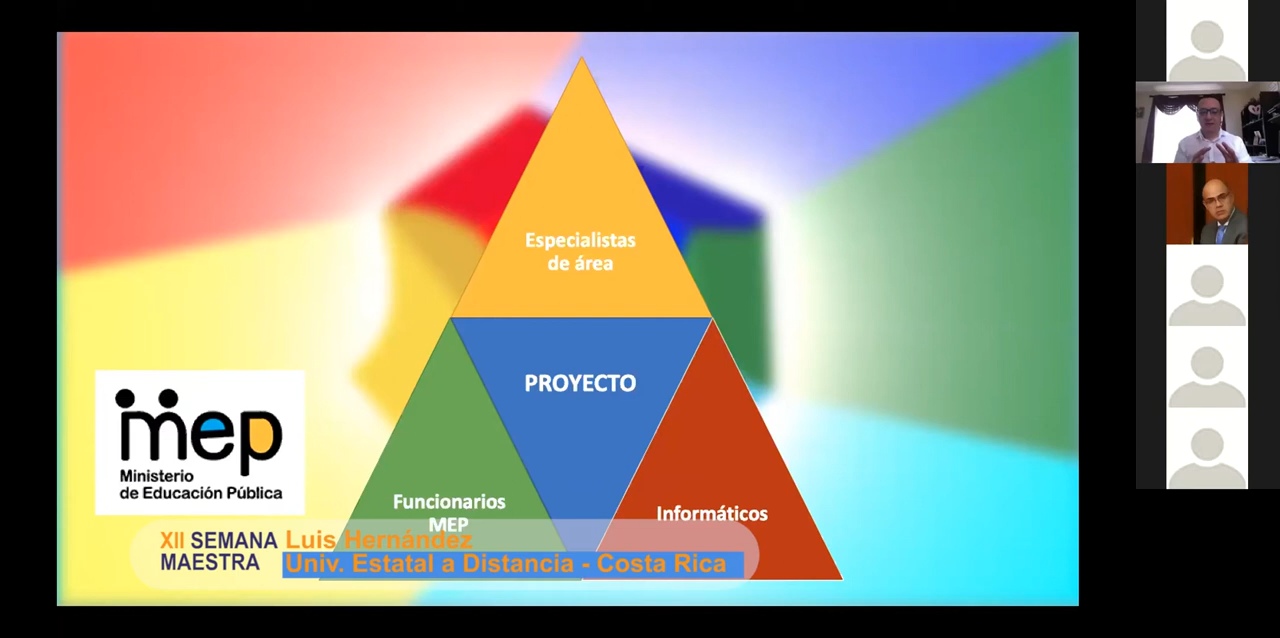 Especialistas
de área
PROYECTO
mep
Ministerio
de Educación Pública
Funcionarios
MEP
Informáticos
XII SEMANA
MAESTRA
Luis Hernández
Univ. Estatal a Distancia - Costa Rica